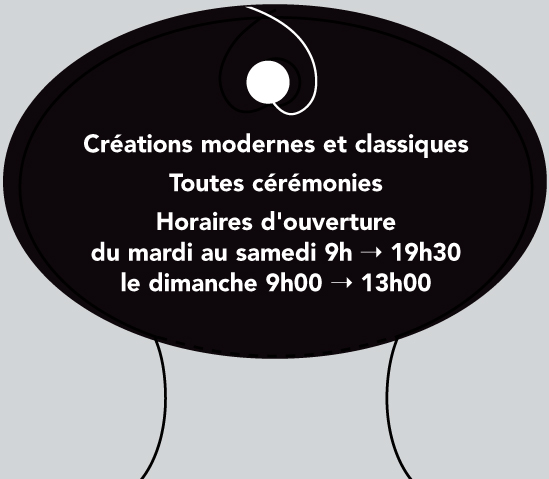 Créations modernes et classiques
Toutes cérémonies
Horaires d'ouverture
du mardi au samedi 9h → 19h30
le dimanche 9h00 → 13h00